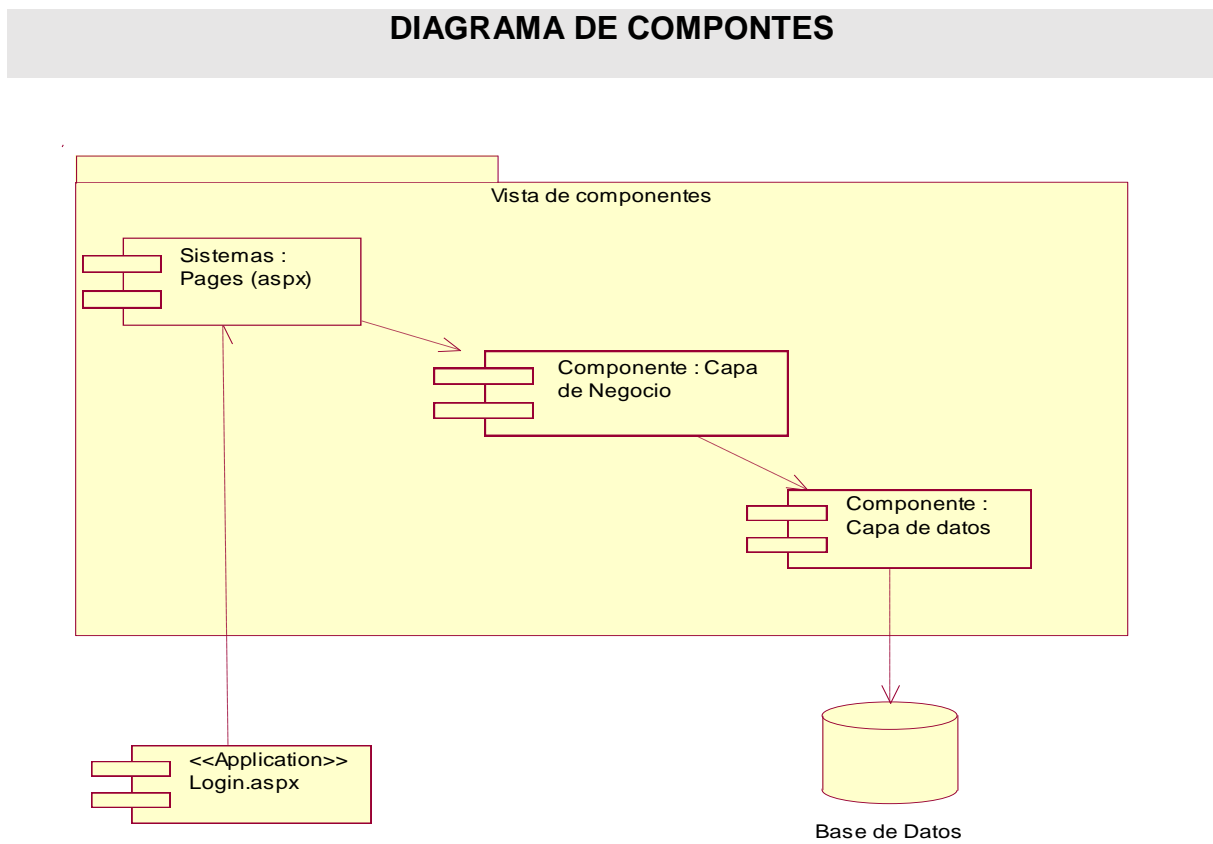 DIAGRAMA DE COMPONTES
Vista de componentes
Sistemas :
Pages (aspx)
Componente : Capa
de Negocio
Componente :
Capa de datos
<<Application>>
Login.aspx
Base de Datos